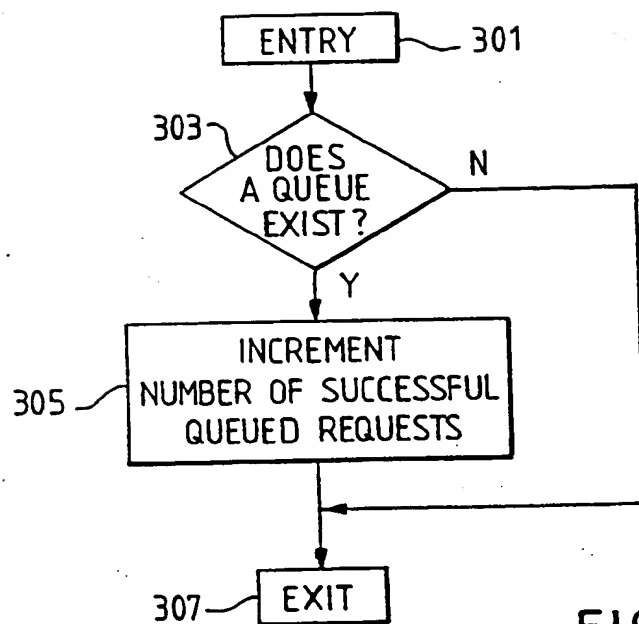 ENTRY
301
303
DOES
A QUEUE
EXIST?
N
Y
305
INCREMENT
NUMBER OF SUCCESSFUL
QUEUED REQUESTS
307
EXIT